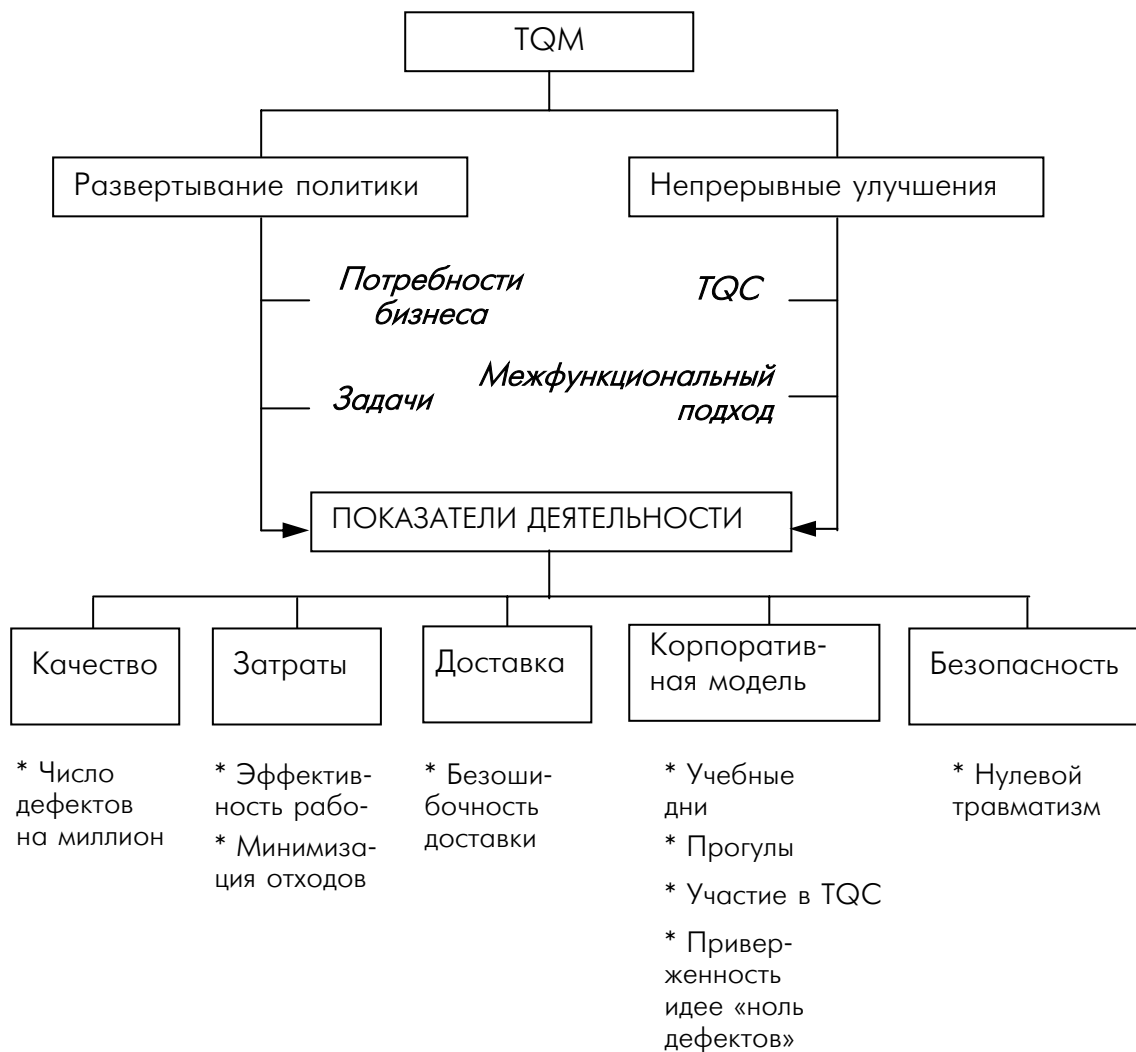 TQM
Развертывание политики
Непрерывные улучшения
Потребности
бизнеса
TQC
Задачи
Межфункциональный
подход
ПОКАЗАТЕЛИ ДЕЯТЕЛЬНОСТИ
Качество
Затраты
Доставка
Корпоратив-
ная модель
Безопасность
* Число
дефектов
на миллион
* Эффектив-
ность рабо-
* Минимиза-
ция отходов
* Безоши-
бочность
доставки
* Учебные
дни
* Прогулы
* Участие в TQC
* Привер-
женность
идее «ноль
дефектов»
* Нулевой
травматизм